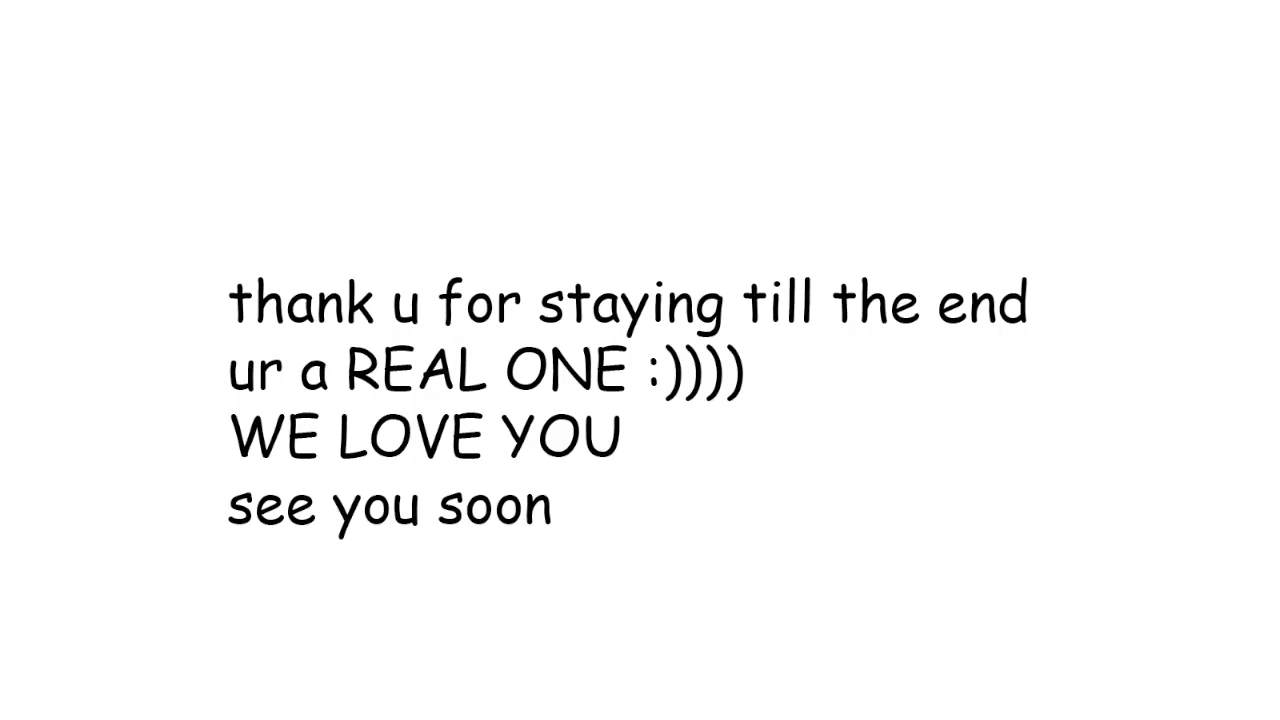 thank u for staying till the end
ur a REAL ONE :))))
WE LOVE YOU
see you soon